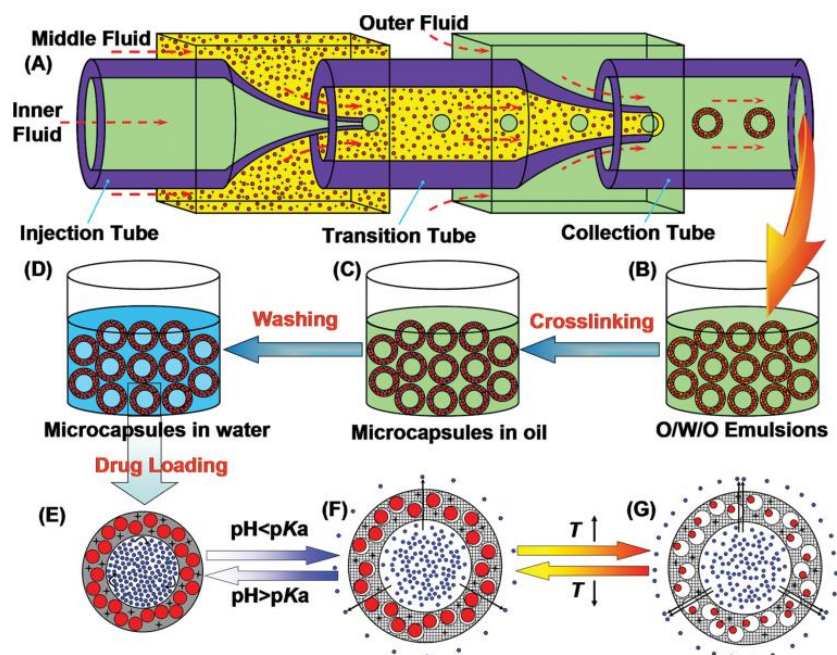 Outer Fluid
Middle Fluid
(A)
Inner
Fluid
Injection Tube
Transition Tube
Collection Tube
(D)
(C)
(B)
Washing
Crosslinking
Microcapsules in water
Microcapsules in oil
O/W/O Emulsions
Drug Loading
(E)
(F)
(G)
pH<pKa
pH>pKa
T
T